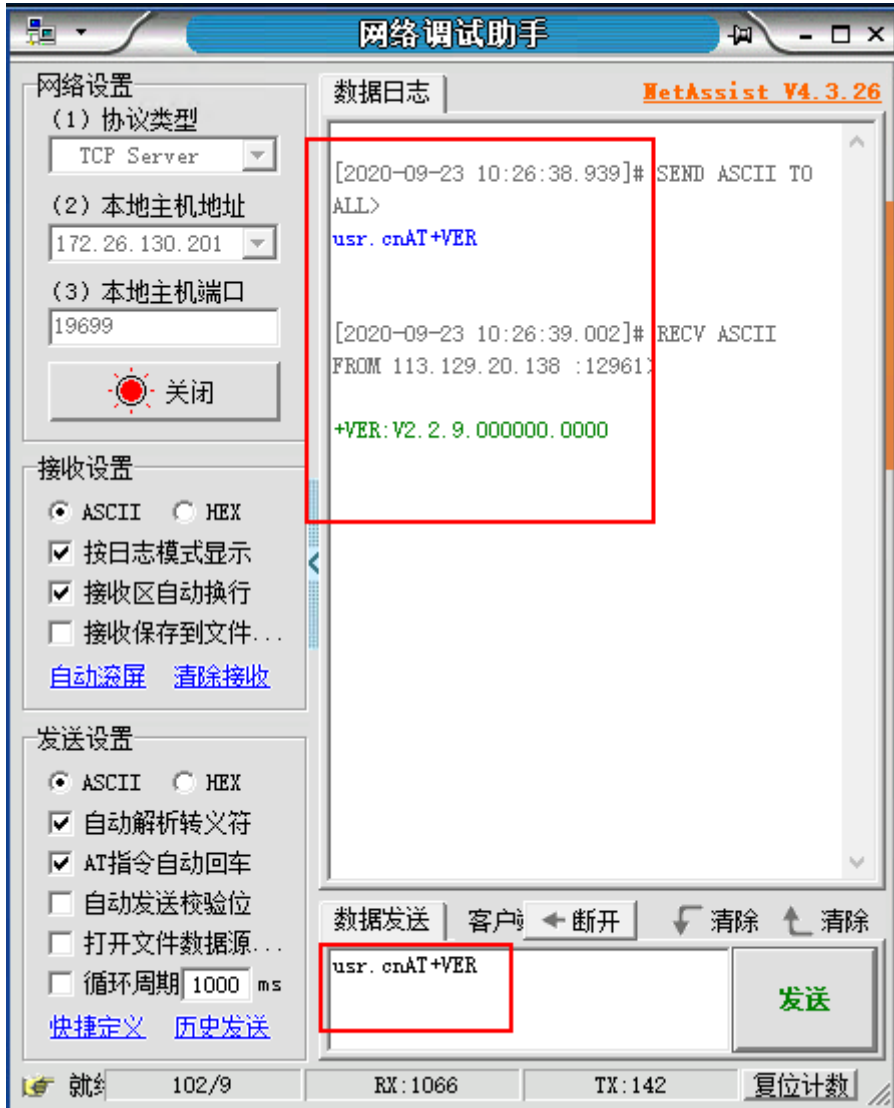 网络调试助手
网络设置
(1) 协议类型
TCP Server
(2) 本地主机地址
172.26.130.201
(3) 本地主机端口
19699
关闭
接收设置
ASCII HEX
按日志模式显示
接收区自动换行
接收保存到文件...
自动滚屏 清除接收
发送设置
ASCII HEX
自动解析转义符
AT指令自动回车
自动发送校验位
打开文件数据源...
循环周期 1000 ms
快捷定义 历史发送
数据日志 NetAssist V4.3.26
[2020-09-23 10:26:38.939]# SEND ASCII TO
ALL>
usr.cnAT+VER
[2020-09-23 10:26:39.002]# RECV ASCII
FROM 113.129.20.138 :12961>
+VER:V2.2.9.000000.0000
数据发送 客户 断开 清除 清除
usr.cnAT+VER
发送
就 102/9 RX:1066 TX:142 复位计数